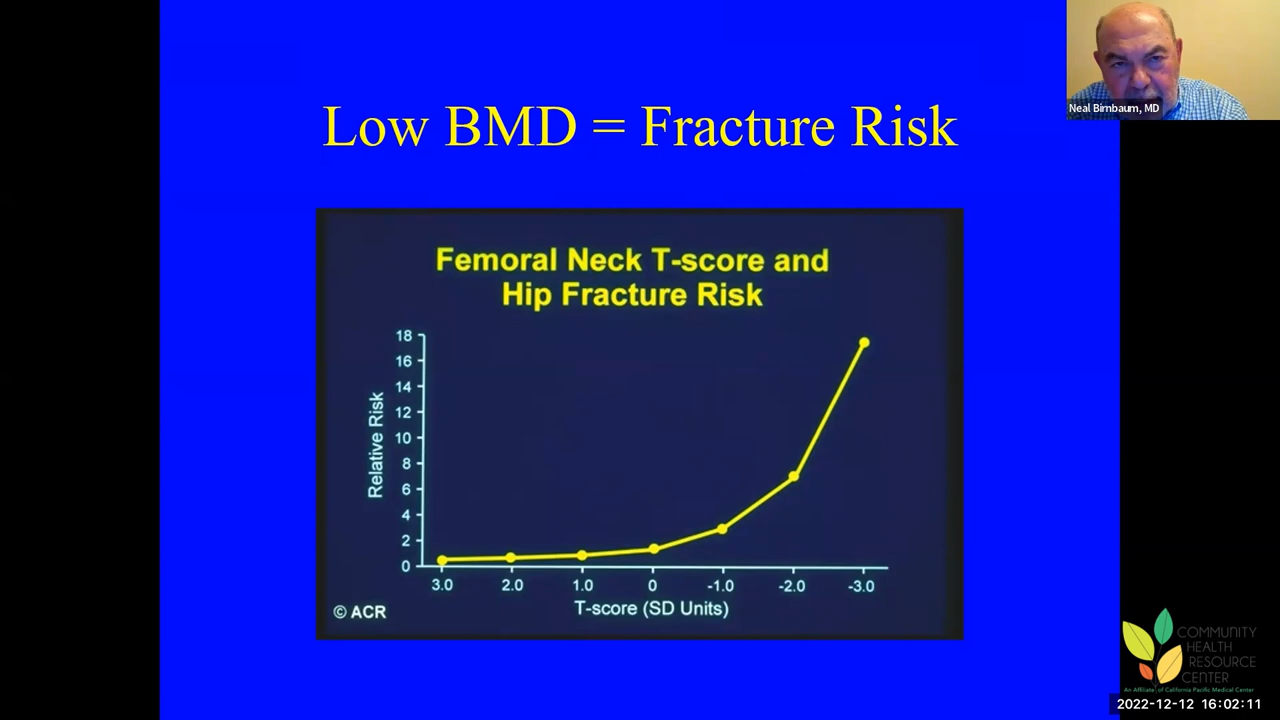 Low BMD = Fracture Risk
Neal Birnbaum, MD
Femoral Neck T-score and
Hip Fracture Risk
Relative Risk
18
16
14
12
10
8
6
4
2
0
3.0 2.0 1.0 0 -1.0 -2.0 -3.0
T-score (SD Units)
© ACR
COMMUNITY
HEALTH
RESOURCE
CENTER
An Affiliate of California Pacific Medical Center
2022-12-12 16:02:11